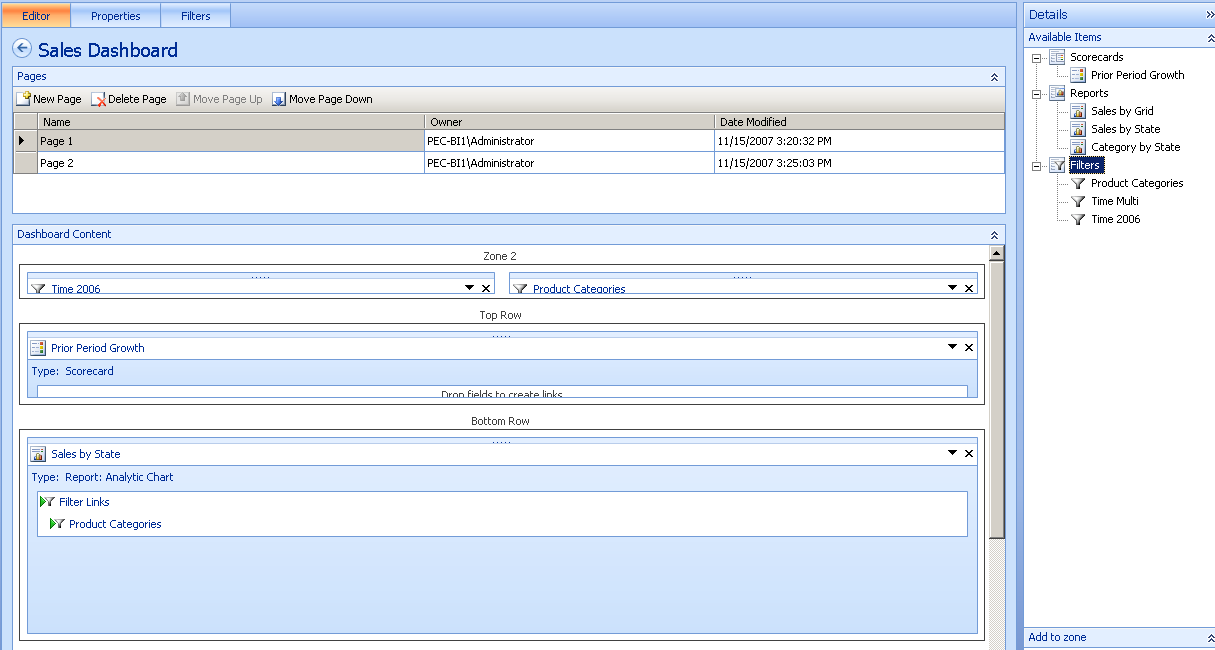 Editor Properties Filters
Sales Dashboard
Pages
New Page Delete Page Move Page Up Move Page Down
Name Owner Date Modified
Page 1 PEC-BI1\Administrator 11/15/2007 3:20:32 PM
Page 2 PEC-BI1\Administrator 11/15/2007 3:25:03 PM
Dashboard Content
Zone 2
Time 2006 Product Categories
Top Row
Prior Period Growth
Type: Scorecard
Drop fields to create links
Bottom Row
Sales by State
Type: Report: Analytic Chart
Filter Links
Product Categories
Details
Available Items
Scorecards
Prior Period Growth
Reports
Sales by Grid
Sales by State
Category by State
Filters
Product Categories
Time Multi
Time 2006
Add to zone